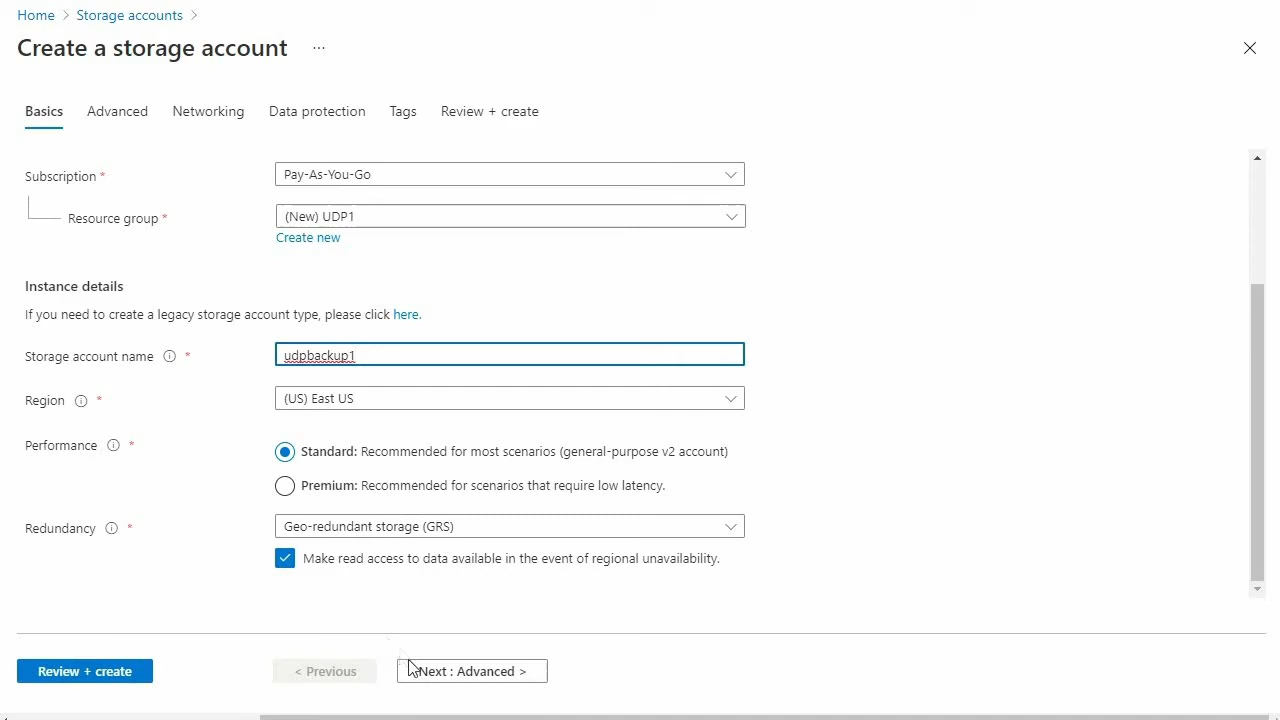 Home > Storage accounts >
Create a storage account ...
Basics Advanced Networking Data protection Tags Review + create
Subscription * Pay-As-You-Go
Resource group * (New) UDP1
Create new
Instance details
If you need to create a legacy storage account type, please click here.
Storage account name * udpbackup1
Region * (US) East US
Performance * Standard: Recommended for most scenarios (general-purpose v2 account)
Premium: Recommended for scenarios that require low latency.
Redundancy * Geo-redundant storage (GRS)
Make read access to data available in the event of regional unavailability.
Review + create < Previous Next : Advanced >